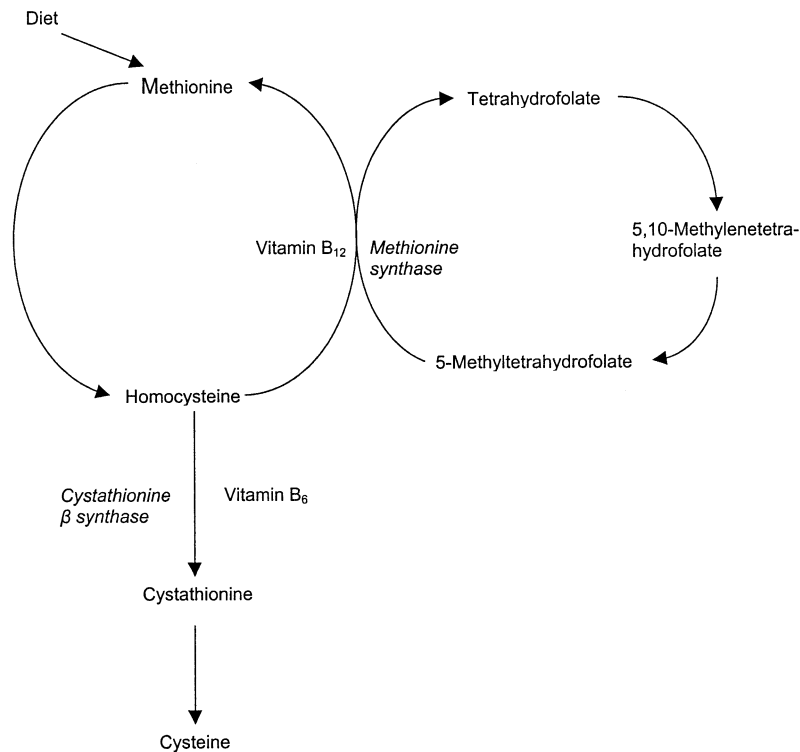 Diet
Methionine
Tetrahydrofolate
5,10-Methylenetetra-
hydrofolate
Vitamin B₁₂
Methionine
synthase
5-Methyltetrahydrofolate
Homocysteine
Cystathionine
β synthase
Vitamin B₆
Cystathionine
Cysteine